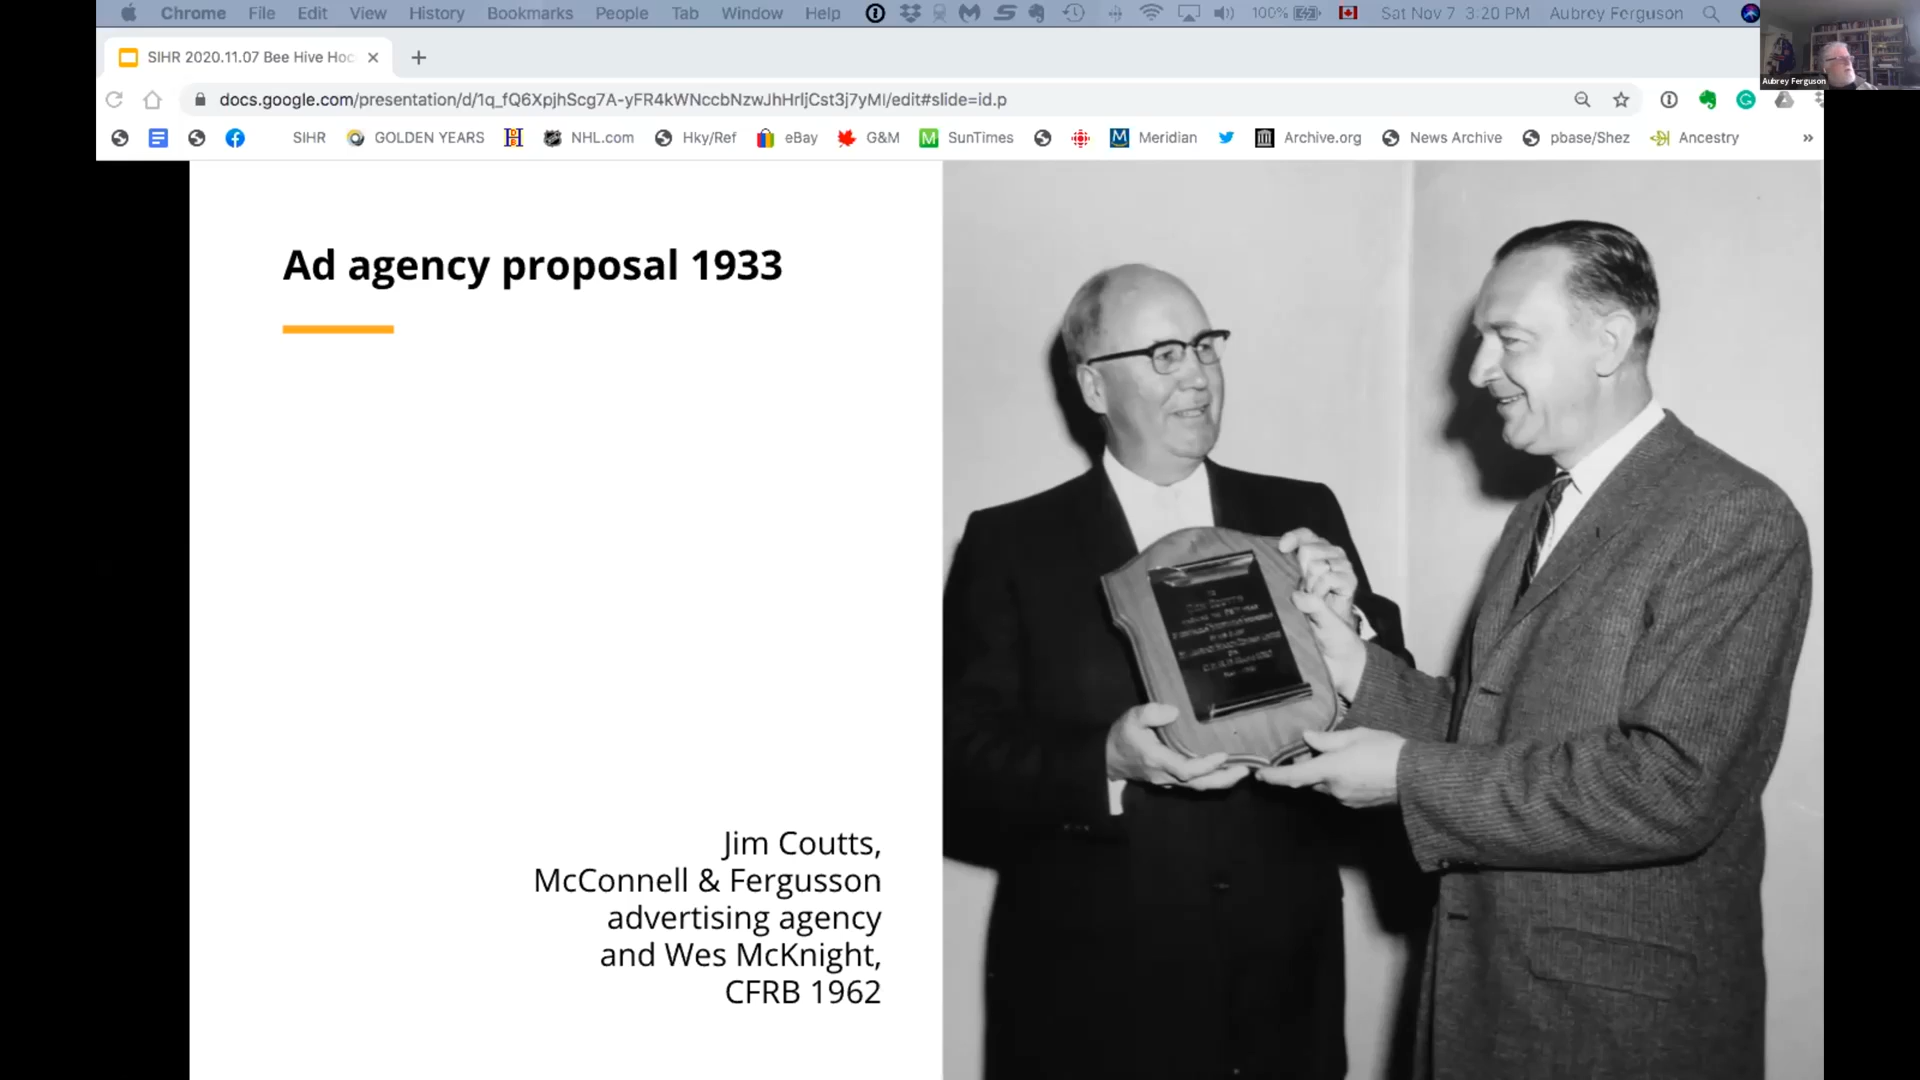 Chrome File Edit View History Bookmarks People Tab Window Help 100% Sat Nov 7 3:20 PM Aubrey Ferguson
SIHR 2020.11.07 Bee Hive Hoc
docs.google.com/presentation/d/1q_fQ6XpjhScg7A-yFR4kWNccbNzwJhHrljCst3j7yMI/edit#slide=id.p
SIHR GOLDEN YEARS NHL.com Hky/Ref eBay G&M SunTimes Meridian Archive.org News Archive pbase/Shez Ancestry »
Aubrey Ferguson
Ad agency proposal 1933
Jim Coutts,
McConnell & Fergusson
advertising agency
and Wes McKnight,
CFRB 1962